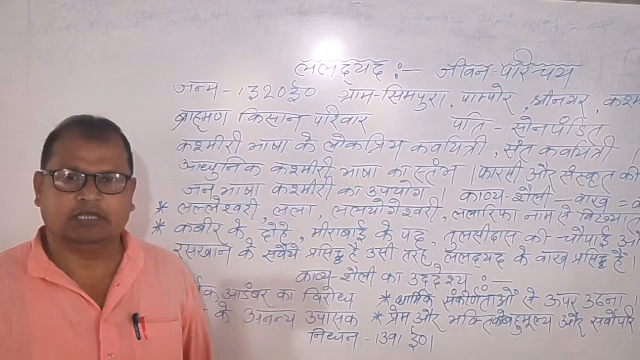 ललद्यद :- जीवन-परिचय
जन्म - 1320ई० ग्राम-सिमपुरा, पाम्पोर, श्रीनगर, कश्म
ब्राह्मण किसान परिवार पति - सोनपंडित
कश्मीरी भाषा के लोकप्रिय कवयित्री, संत कवयित्री ।
आधुनिक कश्मीरी भाषा का स्तंभ । फारसी और संस्कृत की
जन भाषा कश्मीरी का उपयोग । काव्य-शैली - वाख =
* लल्लेश्वरी, लला, ललयोगेश्वरी, ललारिफा नाम से विख्या
* कबीर के दोहे, मीराबाई के पद, तुलसीदास की चौपाई और
रसखान के सवैये प्रसिद्ध हैं उसी तरह, ललद्यद के वाख प्रसिद्ध हैं ।
काव्य-शैली का उद्देश्य :-
क आडंबर का विरोध * धार्मिक संकीर्णताओं से ऊपर उठना
के अनन्य उपासक * प्रेम और भक्ति को बहुमूल्य और सर्वोपरि
निधन - 1391 ई०।